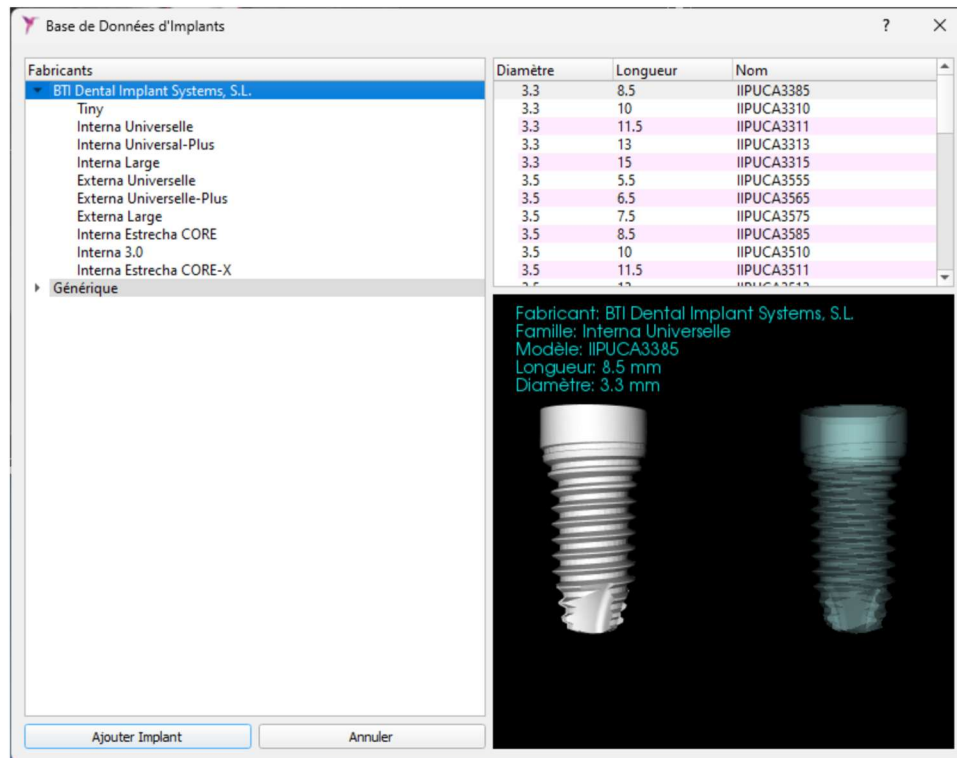 Base de Données d'Implants
?
Fabricants
BTI Dental Implant Systems, S.L.
Tiny
Interna Universelle
Interna Universal-Plus
Interna Large
Externa Universelle
Externa Universelle-Plus
Externa Large
Interna Estrecha CORE
Interna 3.0
Interna Estrecha CORE-X
Générique
Diamètre Longueur Nom
3.3 8.5 IIPUCA3385
3.3 10 IIPUCA3310
3.3 11.5 IIPUCA3311
3.3 13 IIPUCA3313
3.3 15 IIPUCA3315
3.5 5.5 IIPUCA3555
3.5 6.5 IIPUCA3565
3.5 7.5 IIPUCA3575
3.5 8.5 IIPUCA3585
3.5 10 IIPUCA3510
3.5 11.5 IIPUCA3511
Fabricant: BTI Dental Implant Systems, S.L.
Famille: Interna Universelle
Modèle: IIPUCA3385
Longueur: 8.5 mm
Diamètre: 3.3 mm
Ajouter Implant
Annuler